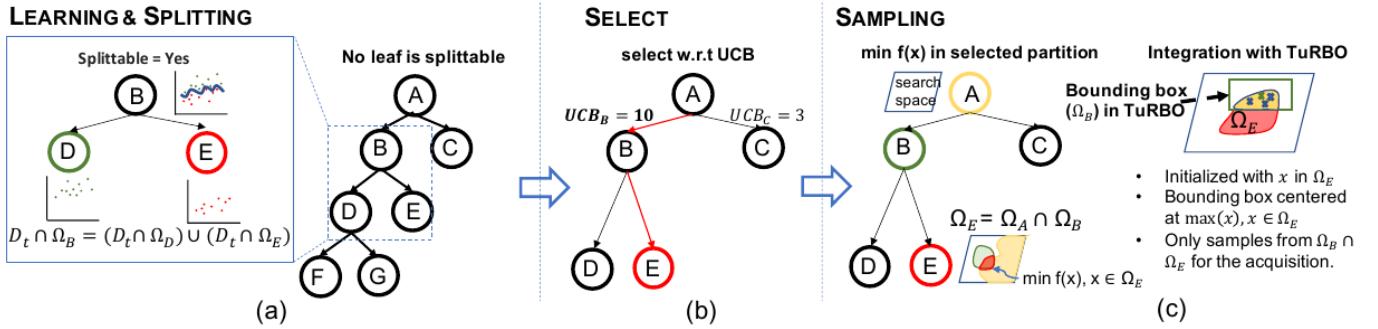 LEARNING & SPLITTING
Splittable = Yes
B
D
E
D_t ∩ Ω_B = (D_t ∩ Ω_D) ∪ (D_t ∩ Ω_E)
No leaf is splittable
A
B
C
D
E
F
G
(a)
SELECT
select w.r.t UCB
A
UCB_B = 10
UCB_C = 3
B
C
D
E
(b)
SAMPLING
min f(x) in selected partition
search
space
A
B
C
Ω_E = Ω_A ∩ Ω_B
D
E
min f(x), x ∈ Ω_E
Integration with TuRBO
Bounding box
(Ω_B) in TuRBO
Ω_E
• Initialized with x in Ω_E
• Bounding box centered
at max(x), x ∈ Ω_E
• Only samples from Ω_B ∩
Ω_E for the acquisition.
(c)